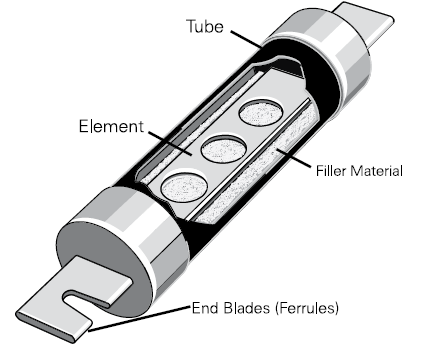 Tube
Element
Filler Material
End Blades (Ferrules)